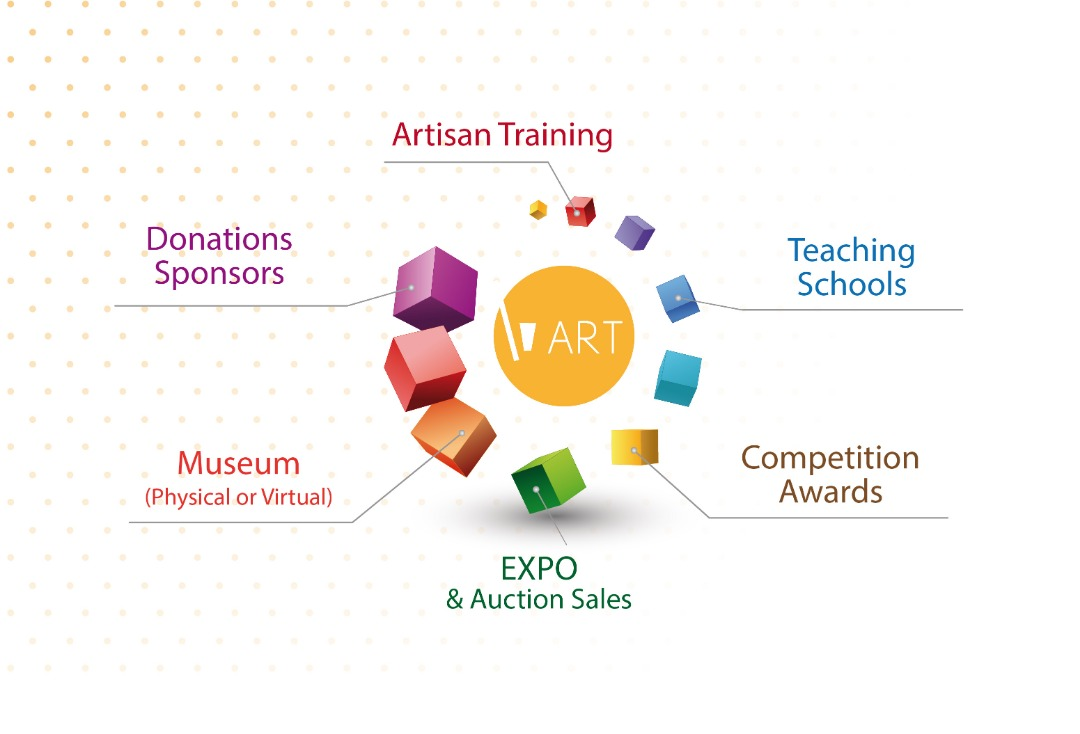 Artisan Training
Donations
Sponsors
Teaching
Schools
ART
Museum
(Physical or Virtual)
Competition
Awards
EXPO
& Auction Sales